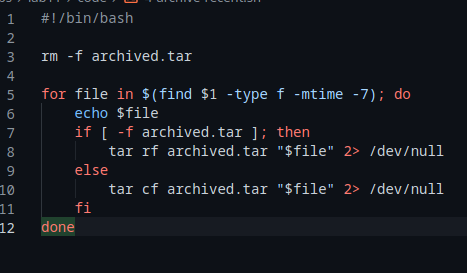 1 #!/bin/bash
2
3 rm -f archived.tar
4
5 for file in $(find $1 -type f -mtime -7); do
6     echo $file
7     if [ -f archived.tar ]; then
8         tar rf archived.tar "$file" 2> /dev/null
9     else
10         tar cf archived.tar "$file" 2> /dev/null
11     fi
12 done